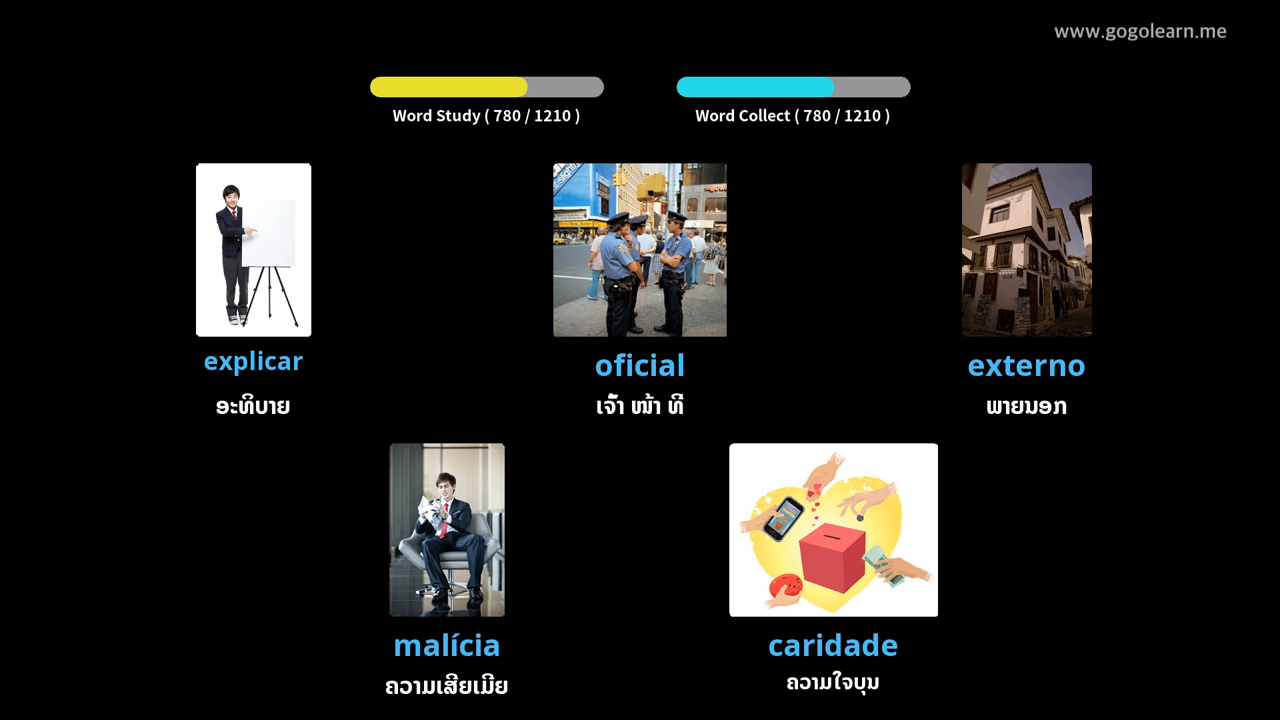 www.gogolearn.me
Word Study ( 780 / 1210 )
Word Collect ( 780 / 1210 )
explicar
ອະທິບາຍ
oficial
ເຈົ້າ ໜ້າ ທີ່
externo
ພາຍນອກ
malícia
ຄວາມເສີຍເມີຍ
caridade
ຄວາມໃຈບຸນ